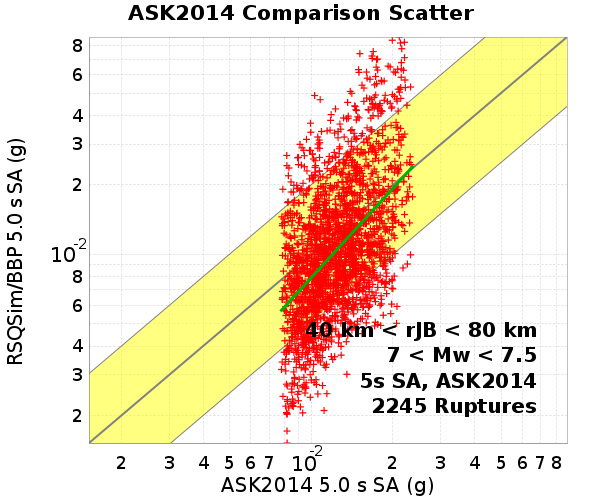 ASK2014 Comparison Scatter
RSQSim/BBP 5.0 s SA (g)
8
6
4
3
2
10-2
8
6
4
3
2
40 km < rJB < 80 km
7 < Mw < 7.5
5s SA, ASK2014
2245 Ruptures
2 3 4 5 6 7 10-2 2 3 4 5 6 7 8
ASK2014 5.0 s SA (g)